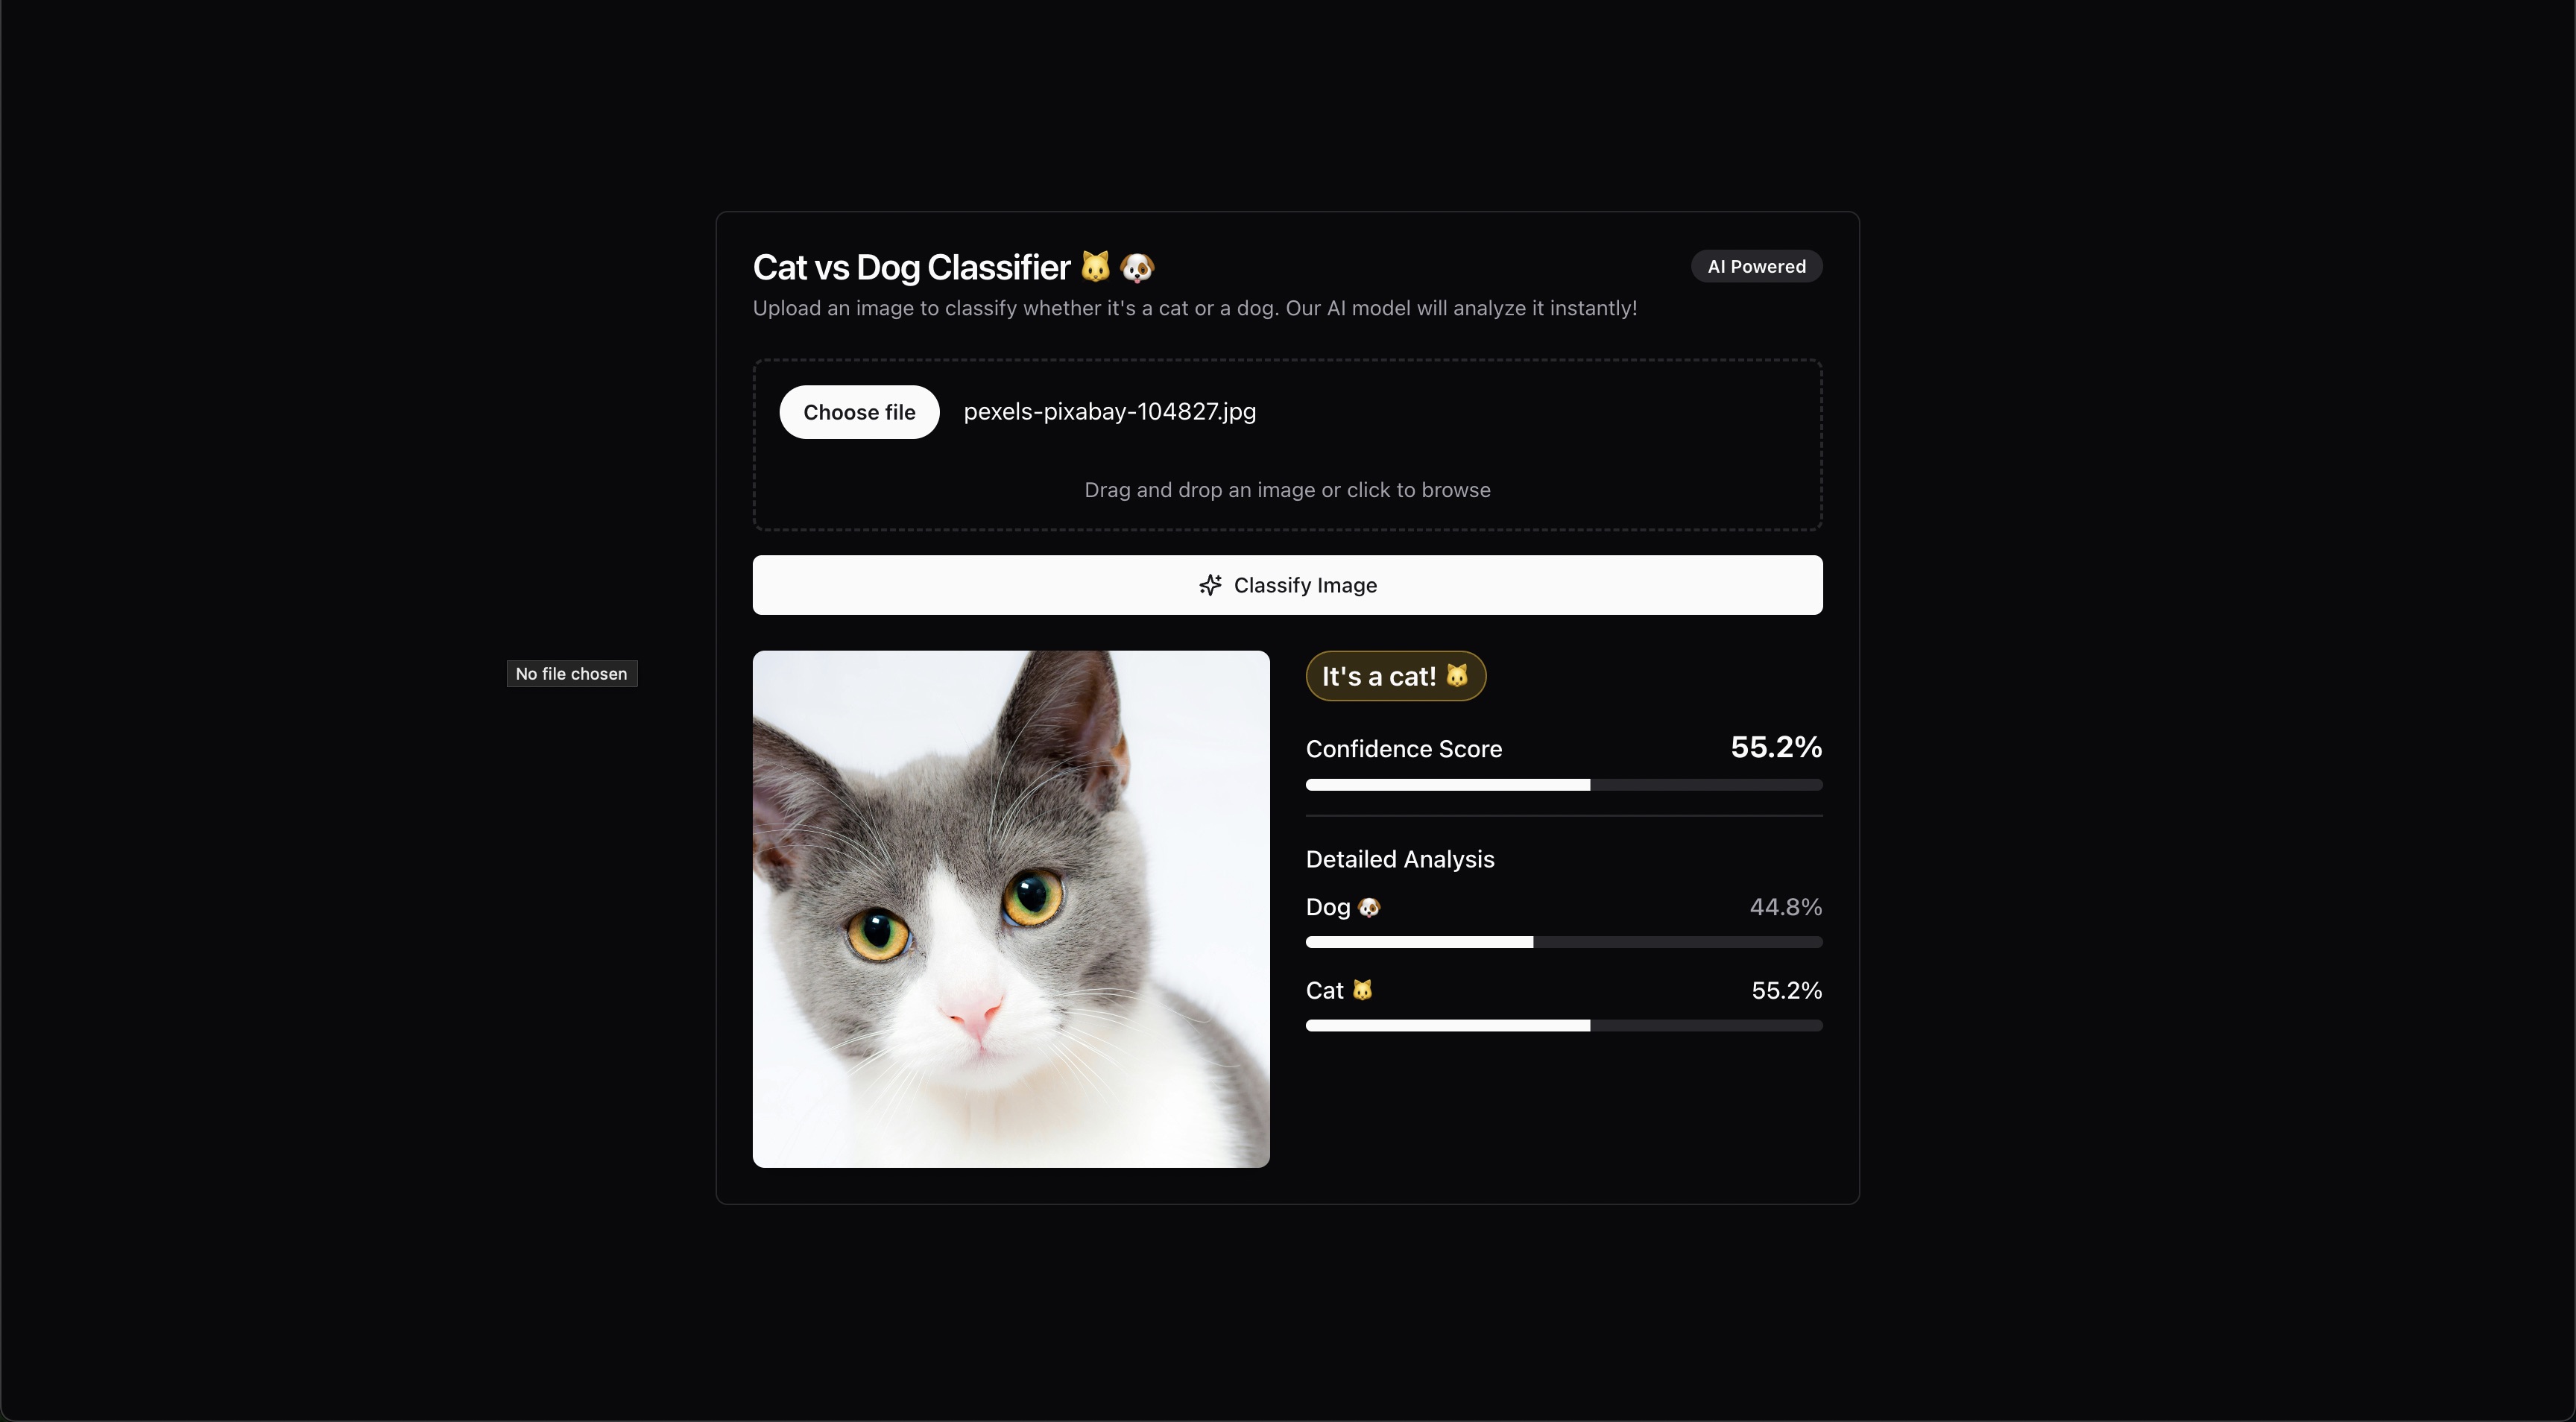 Cat vs Dog Classifier 🐱 🐶
AI Powered
Upload an image to classify whether it's a cat or a dog. Our AI model will analyze it instantly!
Choose file
pexels-pixabay-104827.jpg
Drag and drop an image or click to browse
Classify Image
No file chosen
It's a cat! 🐱
Confidence Score
55.2%
Detailed Analysis
Dog 🐶
44.8%
Cat 🐱
55.2%